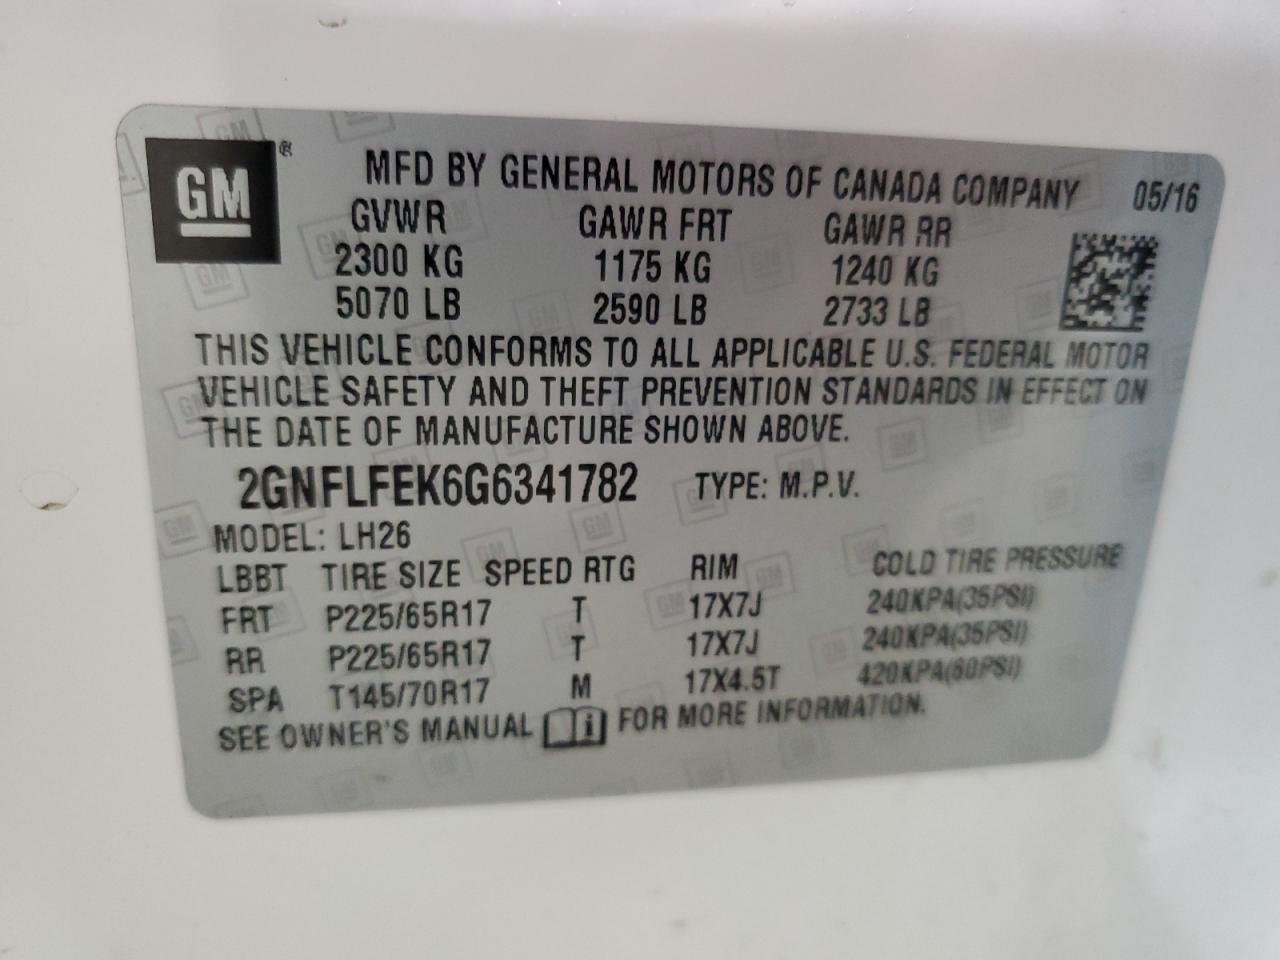 GM ®
MFD BY GENERAL MOTORS OF CANADA COMPANY 05/16
GVWR GAWR FRT GAWR RR
2300 KG 1175 KG 1240 KG
5070 LB 2590 LB 2733 LB
THIS VEHICLE CONFORMS TO ALL APPLICABLE U.S. FEDERAL MOTOR
VEHICLE SAFETY AND THEFT PREVENTION STANDARDS IN EFFECT ON
THE DATE OF MANUFACTURE SHOWN ABOVE.
2GNFLFEK6G6341782 TYPE: M.P.V.
MODEL: LH26
LBBT TIRE SIZE SPEED RTG RIM COLD TIRE PRESSURE
FRT P225/65R17 T 17X7J 240KPA(35PSI)
RR P225/65R17 T 17X7J 240KPA(35PSI)
SPA T145/70R17 M 17X4.5T 420KPA(60PSI)
SEE OWNER'S MANUAL i FOR MORE INFORMATION.